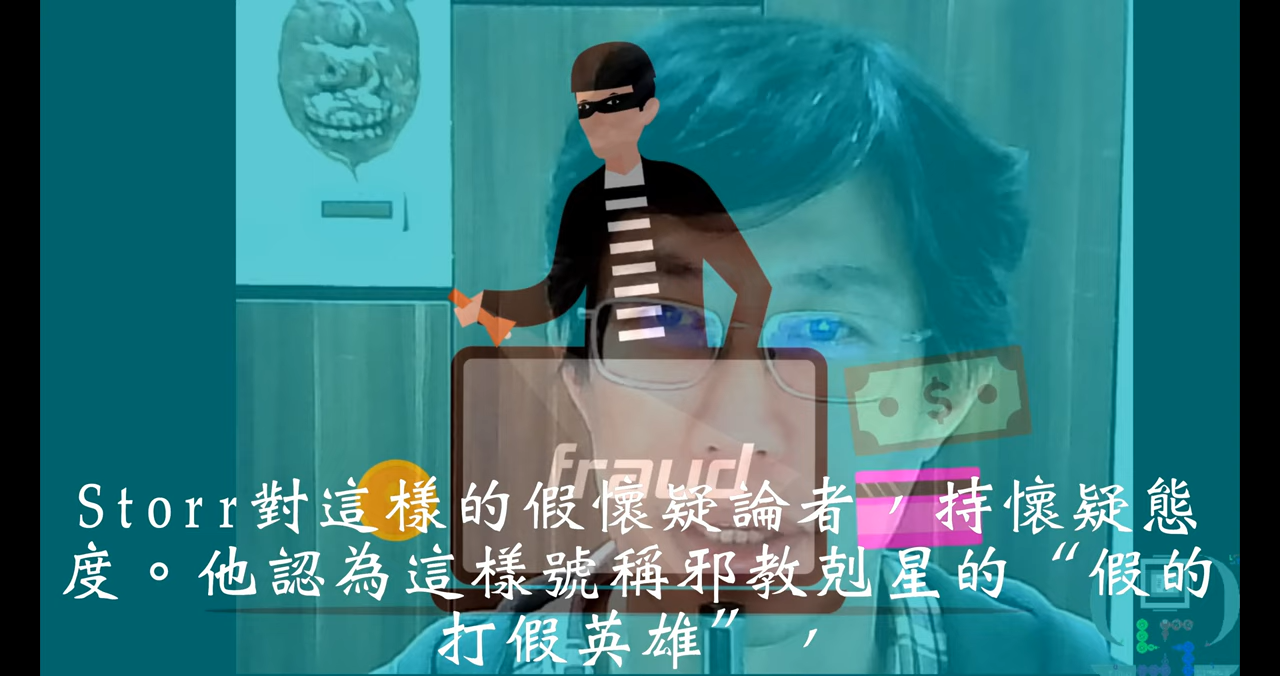 fraud
Storr對這樣的假懷疑論者，持懷疑態
度。他認為這樣號稱邪教剋星的“假的
打假英雄”，